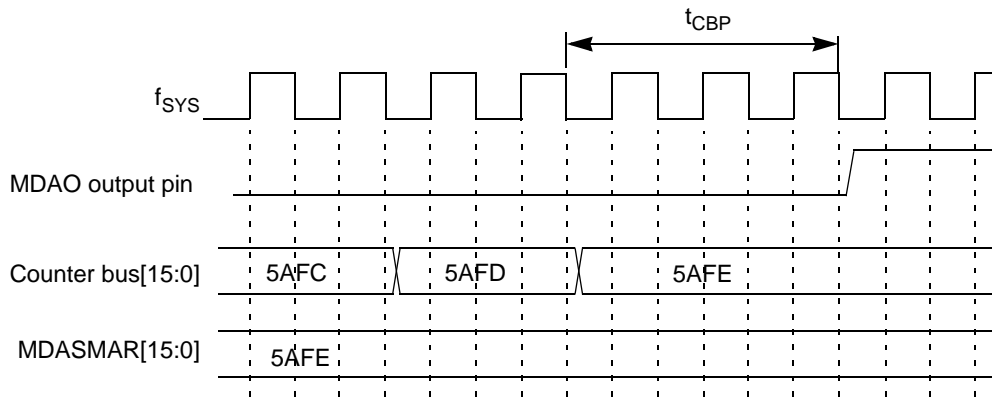 tCBP
fSYS
MDAO output pin
Counter bus[15:0] 5AFC 5AFD 5AFE
MDASMAR[15:0] 5AFE